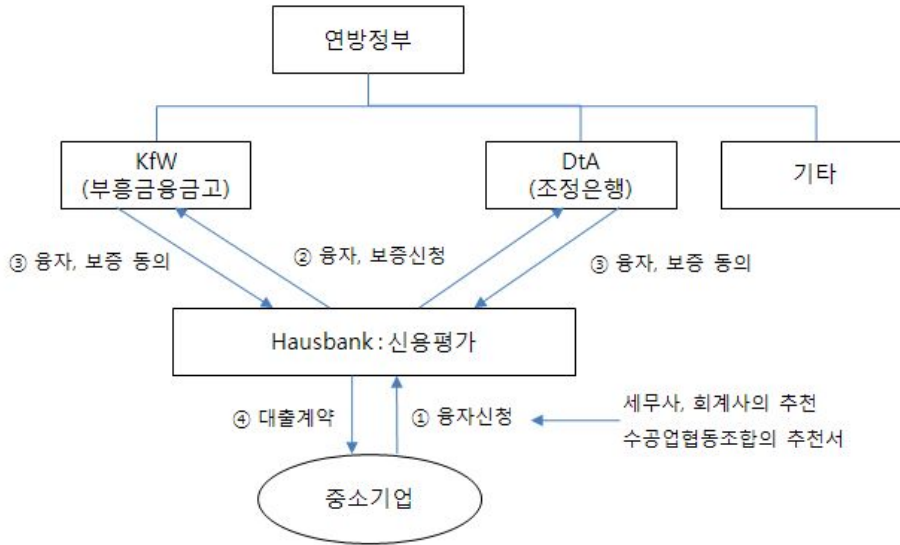 연방정부
KfW
(부흥금융금고)
DtA
(조정은행)
기타
③ 융자, 보증 동의
② 융자, 보증신청
③ 융자, 보증 동의
Hausbank : 신용평가
④ 대출계약
① 융자신청
세무사, 회계사의 추천
수공업협동조합의 추천서
중소기업